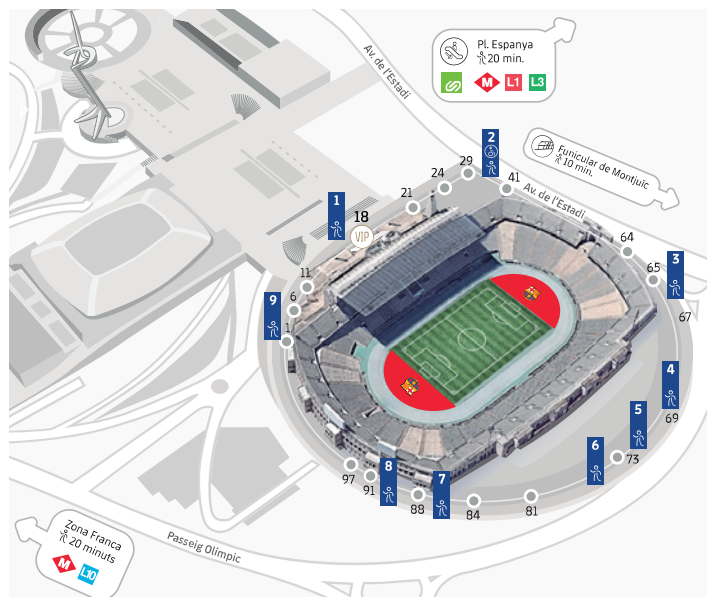 Av. de l'Estadi
Pl. Espanya
20 min.
M L1 L3
Funicular de Montjuïc
10 min.
2
29
24
41
Av. de l'Estadi
21
1
18
VIP
64
3
65
11
9
6
67
1
4
5
69
6
73
97
8
91
7
88
84
81
Zona Franca
20 minuts
M L10
Passeig Olímpic